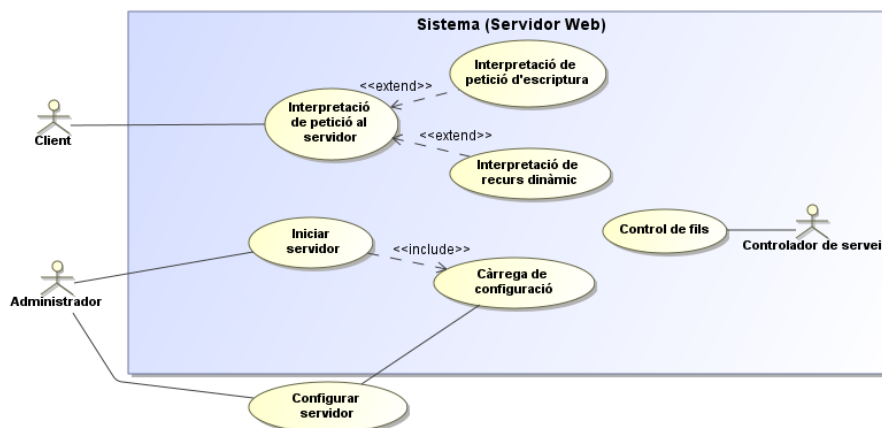 Sistema (Servidor Web)
Interpretació de
petició d'escriptura
<<extend>>
Interpretació
de petició al
servidor
Client
<<extend>>
Interpretació de
recurs dinàmic
Iniciar
servidor
<<include>>
Control de fils
Controlador de servei
Càrrega de
configuració
Administrador
Configurar
servidor